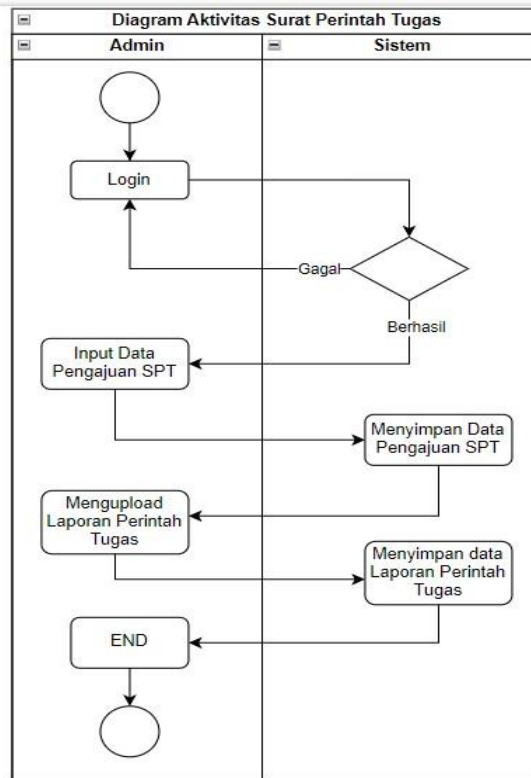 Diagram Aktivitas Surat Perintah Tugas
Admin
Sistem
Login
Gagal
Berhasil
Input Data
Pengajuan SPT
Menyimpan Data
Pengajuan SPT
Mengupload
Laporan Perintah
Tugas
Menyimpan data
Laporan Perintah
Tugas
END